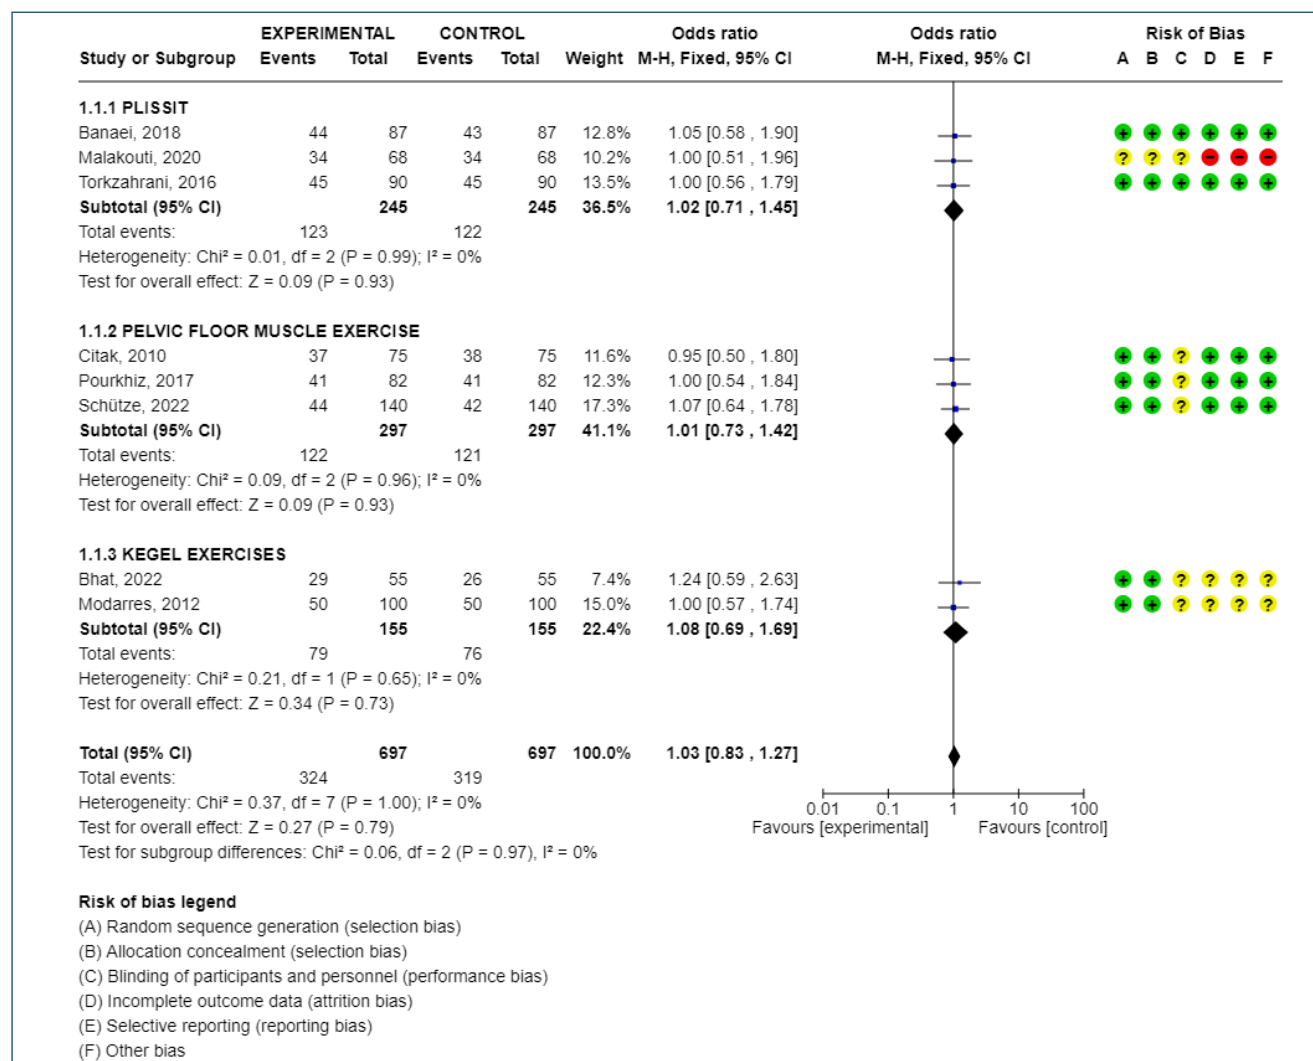 EXPERIMENTAL CONTROL Odds ratio Odds ratio Risk of Bias
Study or Subgroup Events Total Events Total Weight M-H, Fixed, 95% CI M-H, Fixed, 95% CI A B C D E F
1.1.1 PLISSIT
Banaei, 2018 44 87 43 87 12.8% 1.05 [0.58 , 1.90] + + + + + +
Malakouti, 2020 34 68 34 68 10.2% 1.00 [0.51 , 1.96] ? ? ? − − −
Torkzahrani, 2016 45 90 45 90 13.5% 1.00 [0.56 , 1.79] + + + + + +
Subtotal (95% CI) 245 245 36.5% 1.02 [0.71 , 1.45]
Total events: 123 122
Heterogeneity: Chi² = 0.01, df = 2 (P = 0.99); I² = 0%
Test for overall effect: Z = 0.09 (P = 0.93)
1.1.2 PELVIC FLOOR MUSCLE EXERCISE
Citak, 2010 37 75 38 75 11.6% 0.95 [0.50 , 1.80] + + ? + + +
Pourkhiz, 2017 41 82 41 82 12.3% 1.00 [0.54 , 1.84] + + ? + + +
Schütze, 2022 44 140 42 140 17.3% 1.07 [0.64 , 1.78] + + ? + + +
Subtotal (95% CI) 297 297 41.1% 1.01 [0.73 , 1.42]
Total events: 122 121
Heterogeneity: Chi² = 0.09, df = 2 (P = 0.96); I² = 0%
Test for overall effect: Z = 0.09 (P = 0.93)
1.1.3 KEGEL EXERCISES
Bhat, 2022 29 55 26 55 7.4% 1.24 [0.59 , 2.63] + + ? ? ? ?
Modarres, 2012 50 100 50 100 15.0% 1.00 [0.57 , 1.74] + + ? ? ? ?
Subtotal (95% CI) 155 155 22.4% 1.08 [0.69 , 1.69]
Total events: 79 76
Heterogeneity: Chi² = 0.21, df = 1 (P = 0.65); I² = 0%
Test for overall effect: Z = 0.34 (P = 0.73)
Total (95% CI) 697 697 100.0% 1.03 [0.83 , 1.27]
Total events: 324 319
Heterogeneity: Chi² = 0.37, df = 7 (P = 1.00); I² = 0%
0.01 0.1 1 10 100
Test for overall effect: Z = 0.27 (P = 0.79) Favours [experimental] Favours [control]
Test for subgroup differences: Chi² = 0.06, df = 2 (P = 0.97), I² = 0%
Risk of bias legend
(A) Random sequence generation (selection bias)
(B) Allocation concealment (selection bias)
(C) Blinding of participants and personnel (performance bias)
(D) Incomplete outcome data (attrition bias)
(E) Selective reporting (reporting bias)
(F) Other bias